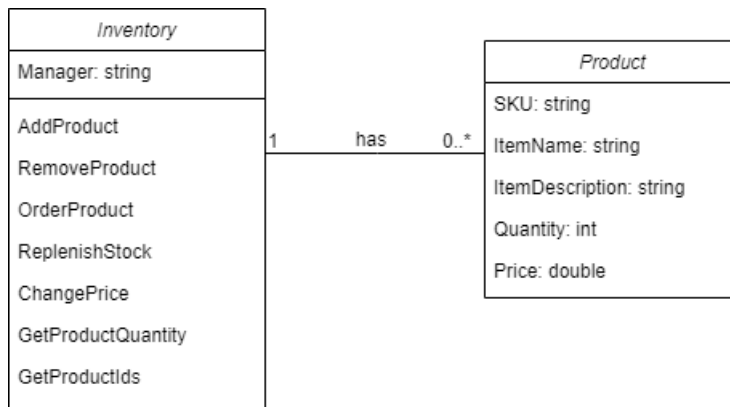 Inventory
Manager: string
AddProduct
RemoveProduct
OrderProduct
ReplenishStock
ChangePrice
GetProductQuantity
GetProductIds
1 has 0..*
Product
SKU: string
ItemName: string
ItemDescription: string
Quantity: int
Price: double